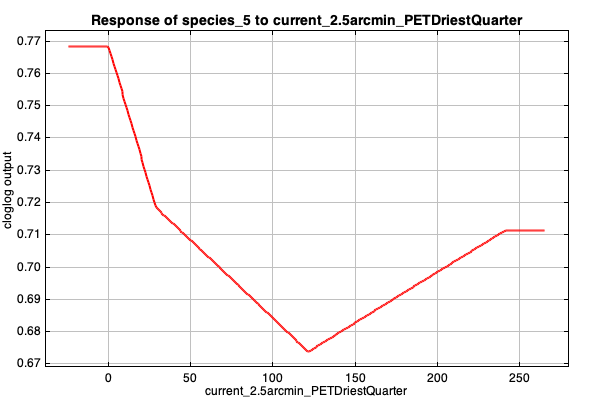 Response of species_5 to current_2.5arcmin_PETDriestQuarter
0.77
0.76
0.75
0.74
0.73
0.72
0.71
0.70
0.69
0.68
0.67
cloglog output
0 50 100 150 200 250
current_2.5arcmin_PETDriestQuarter